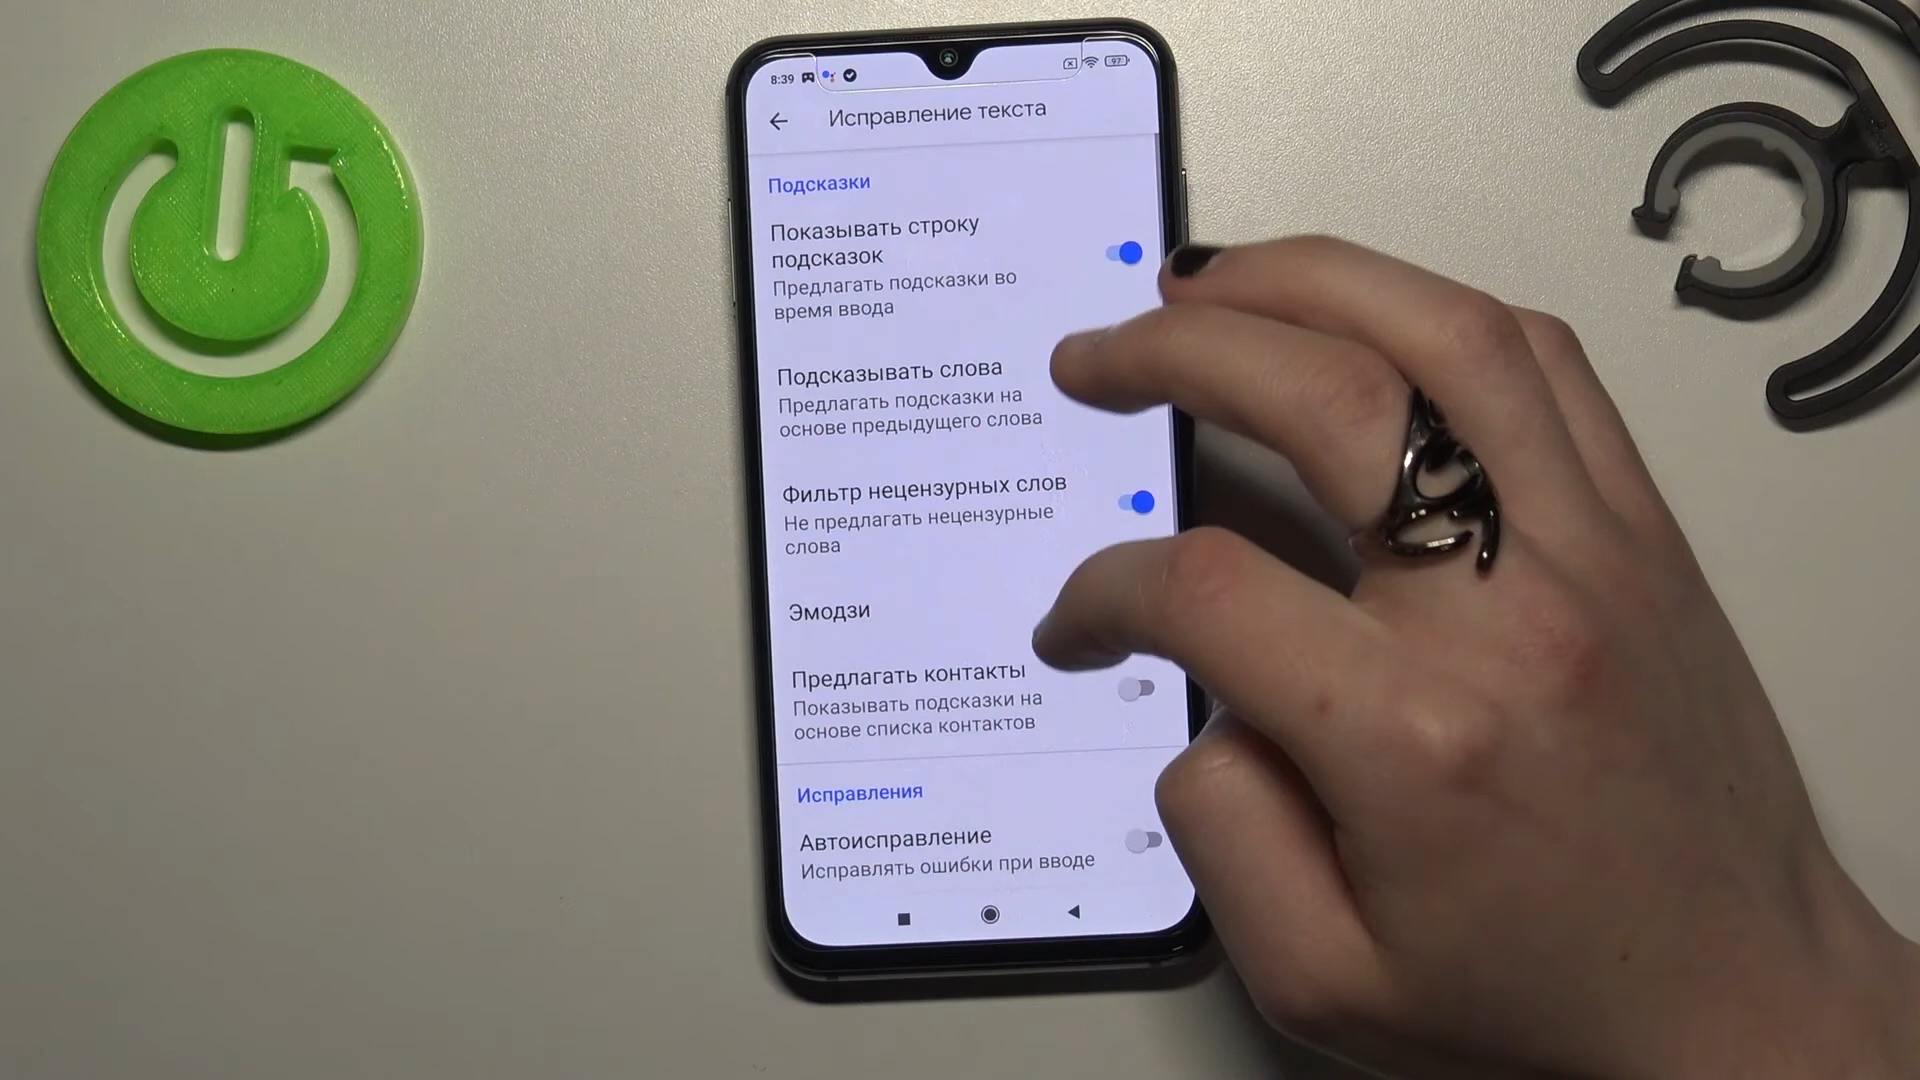 8:39
97
Исправление текста
Подсказки
Показывать строку
подсказок
Предлагать подсказки во
время ввода
Подсказывать слова
Предлагать подсказки на
основе предыдущего слова
Фильтр нецензурных слов
Не предлагать нецензурные
слова
Эмодзи
Предлагать контакты
Показывать подсказки на
основе списка контактов
Исправления
Автоисправление
Исправлять ошибки при вводе